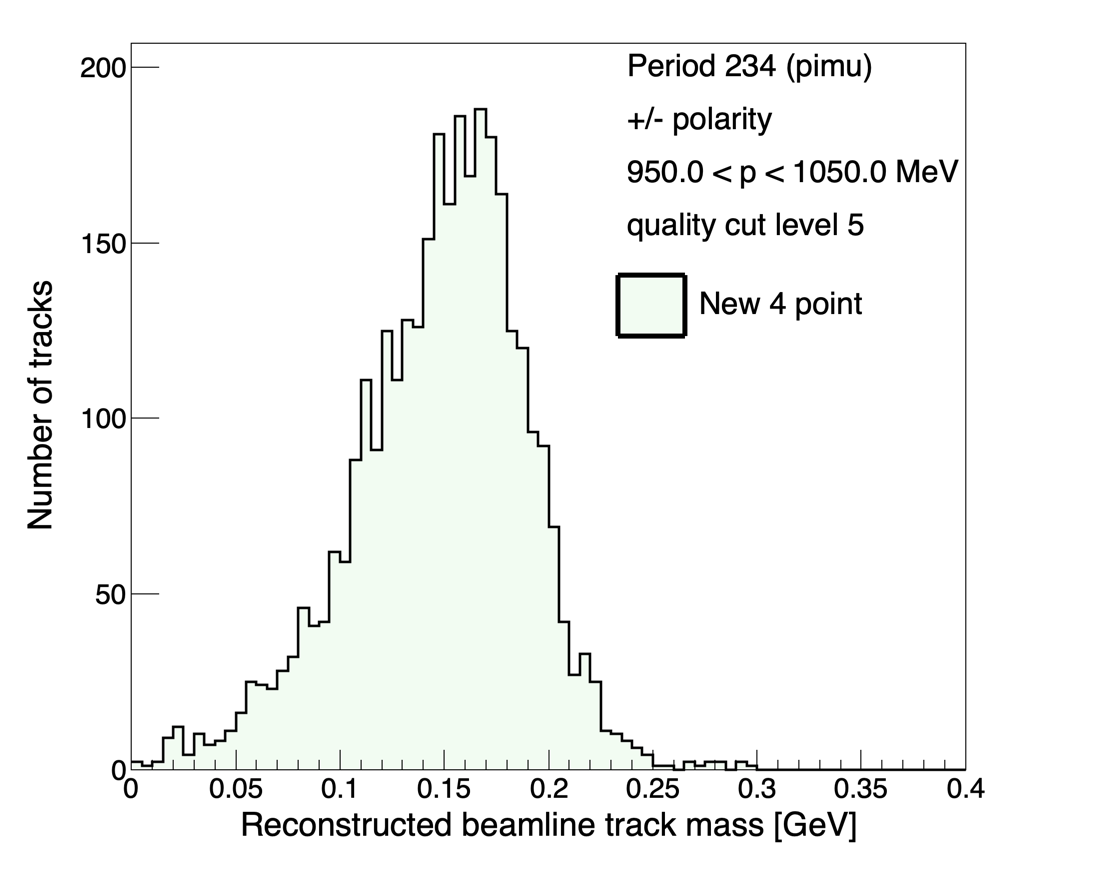 200
150
100
50
0
Number of tracks
Period 234 (pimu)
+/- polarity
950.0 < p < 1050.0 MeV
quality cut level 5
New 4 point
0 0.05 0.1 0.15 0.2 0.25 0.3 0.35 0.4
Reconstructed beamline track mass [GeV]